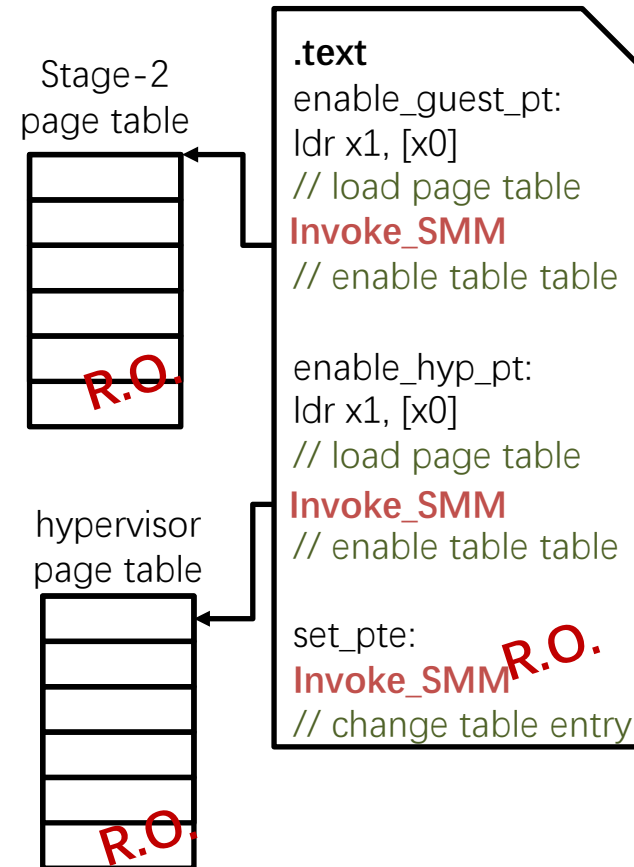 Stage-2
page table
R.O.
hypervisor
page table
R.O.
.text
enable_guest_pt:
ldr x1, [x0]
// load page table
Invoke_SMM
// enable table table
enable_hyp_pt:
ldr x1, [x0]
// load page table
Invoke_SMM
// enable table table
set_pte:
R.O.
Invoke_SMM
// change table entry